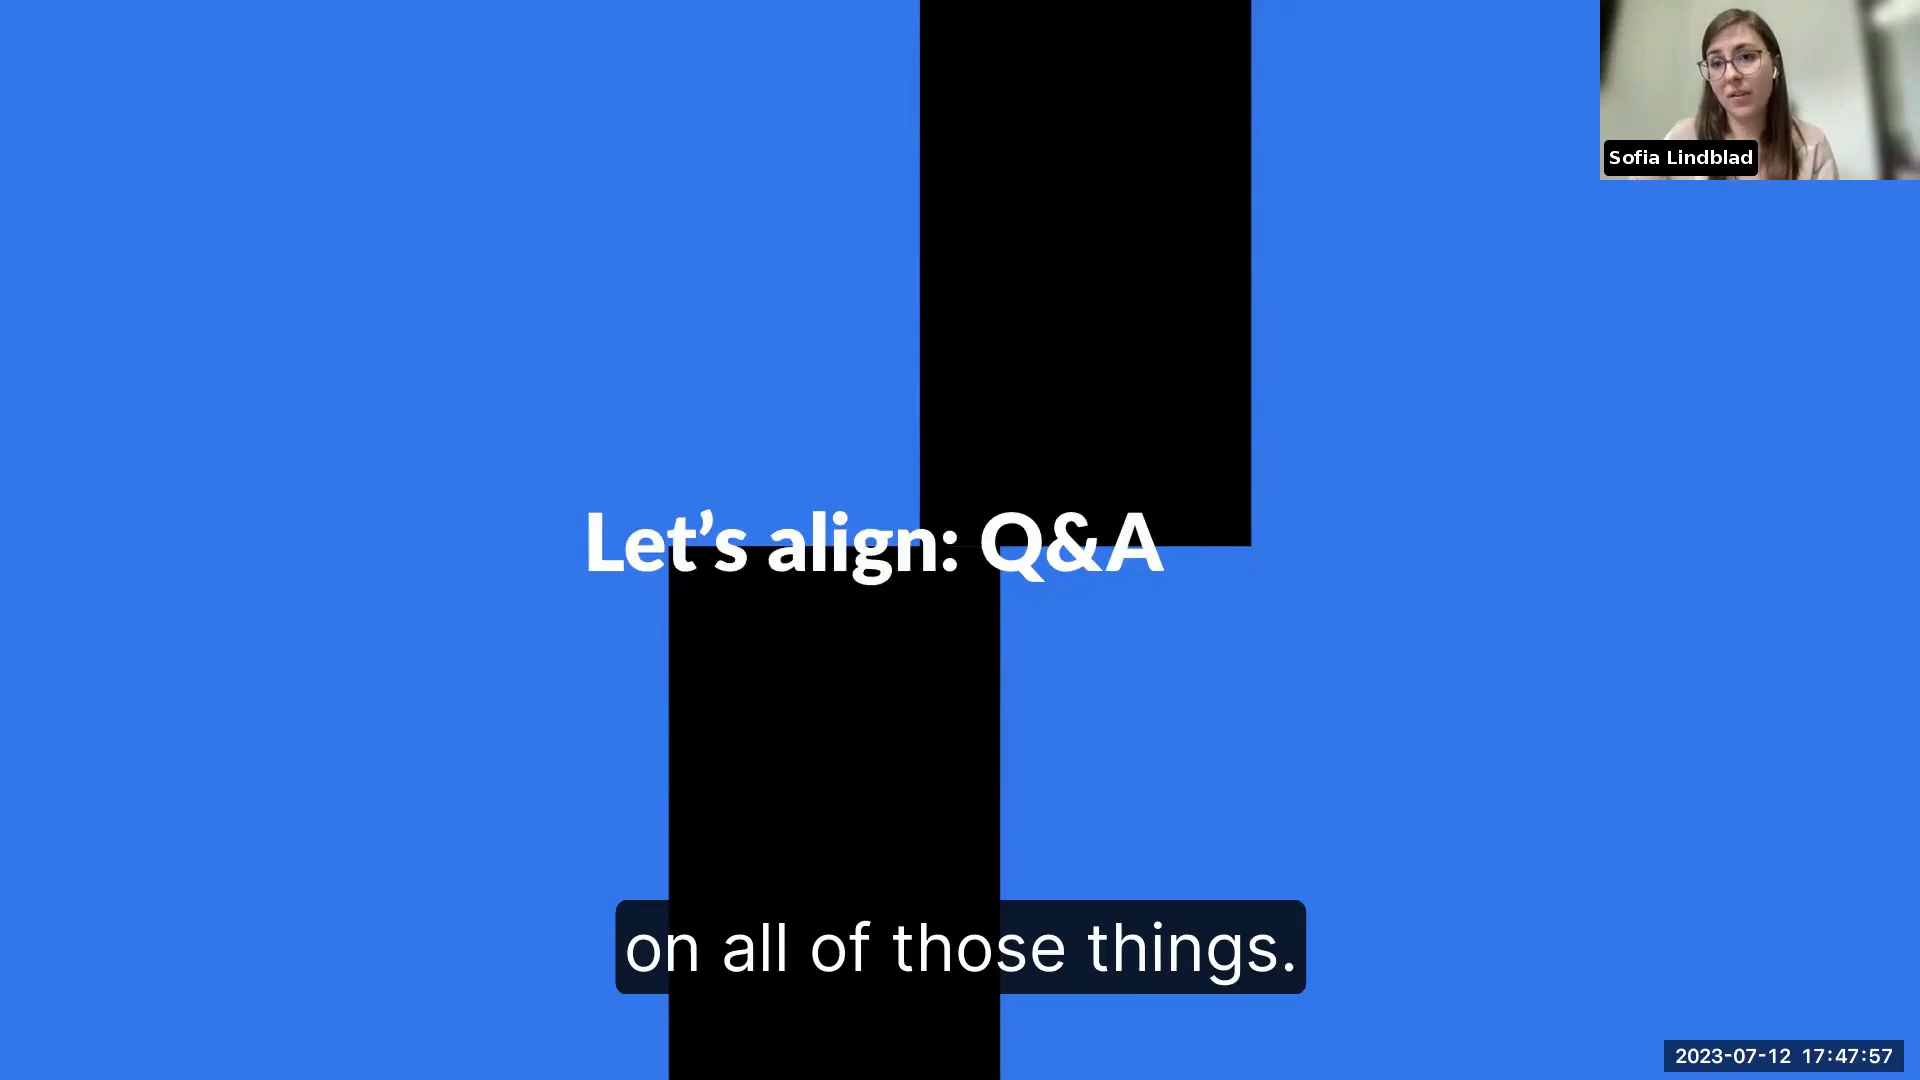 Sofia Lindblad
Let’s align: Q&A
on all of those things.
2023-07-12 17:47:57